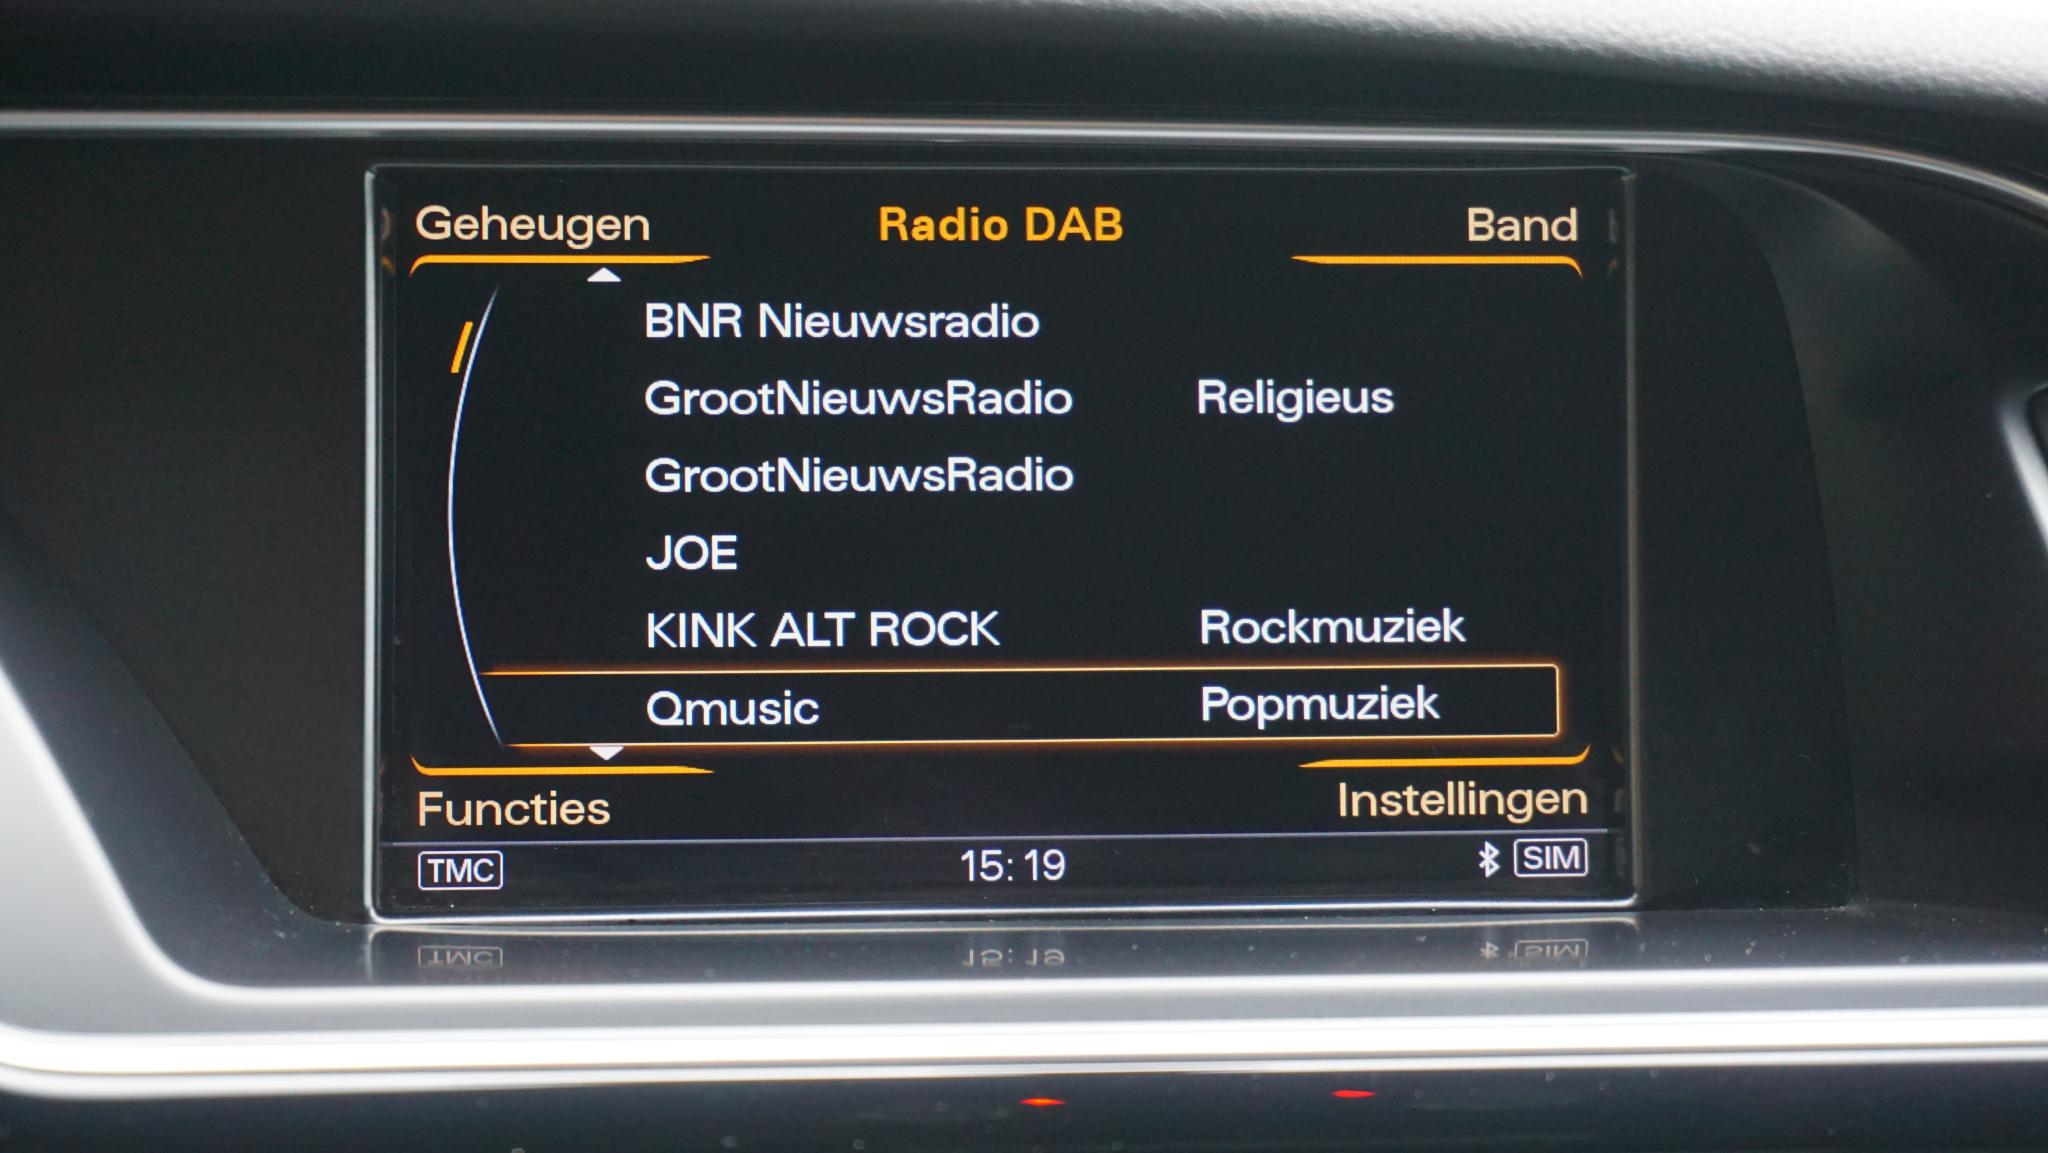 Geheugen Radio DAB Band
BNR Nieuwsradio
GrootNieuwsRadio Religieus
GrootNieuwsRadio
JOE
KINK ALT ROCK Rockmuziek
Qmusic Popmuziek
Functies Instellingen
TMC 15:19 SIM